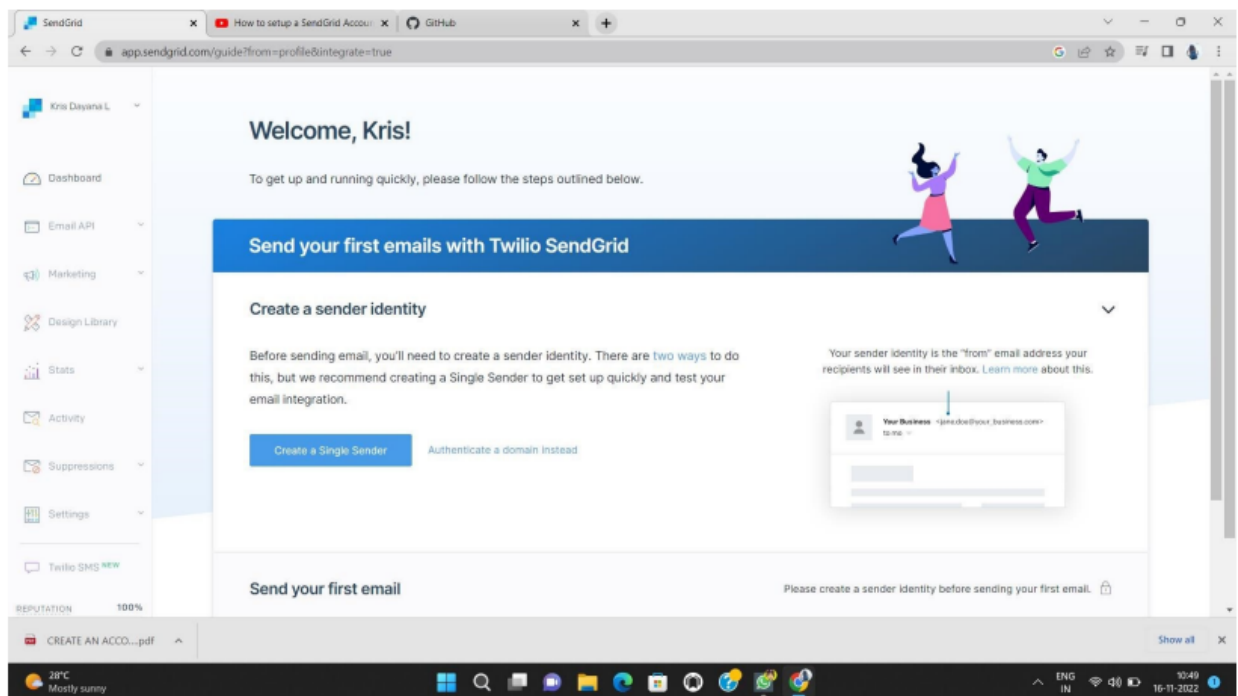 SendGrid
How to setup a SendGrid Accoun
GitHub
app.sendgrid.com/guide?from=profile&integrate=true
Kris Dayana L
Dashboard
Email API
Marketing
Design Library
Stats
Activity
Suppressions
Settings
Twilio SMS NEW
REPUTATION 100%
Welcome, Kris!
To get up and running quickly, please follow the steps outlined below.
Send your first emails with Twilio SendGrid
Create a sender identity
Before sending email, you'll need to create a sender identity. There are two ways to do
this, but we recommend creating a Single Sender to get set up quickly and test your
email integration.
Create a Single Sender
Authenticate a domain instead
Your sender identity is the "from" email address your
recipients will see in their inbox. Learn more about this.
Your Business <jane.doe@your_business.com>
to me
Send your first email
Please create a sender identity before sending your first email.
CREATE AN ACCO....pdf
Show all
28°C
Mostly sunny
ENG
IN
10:49
16-11-2022
1